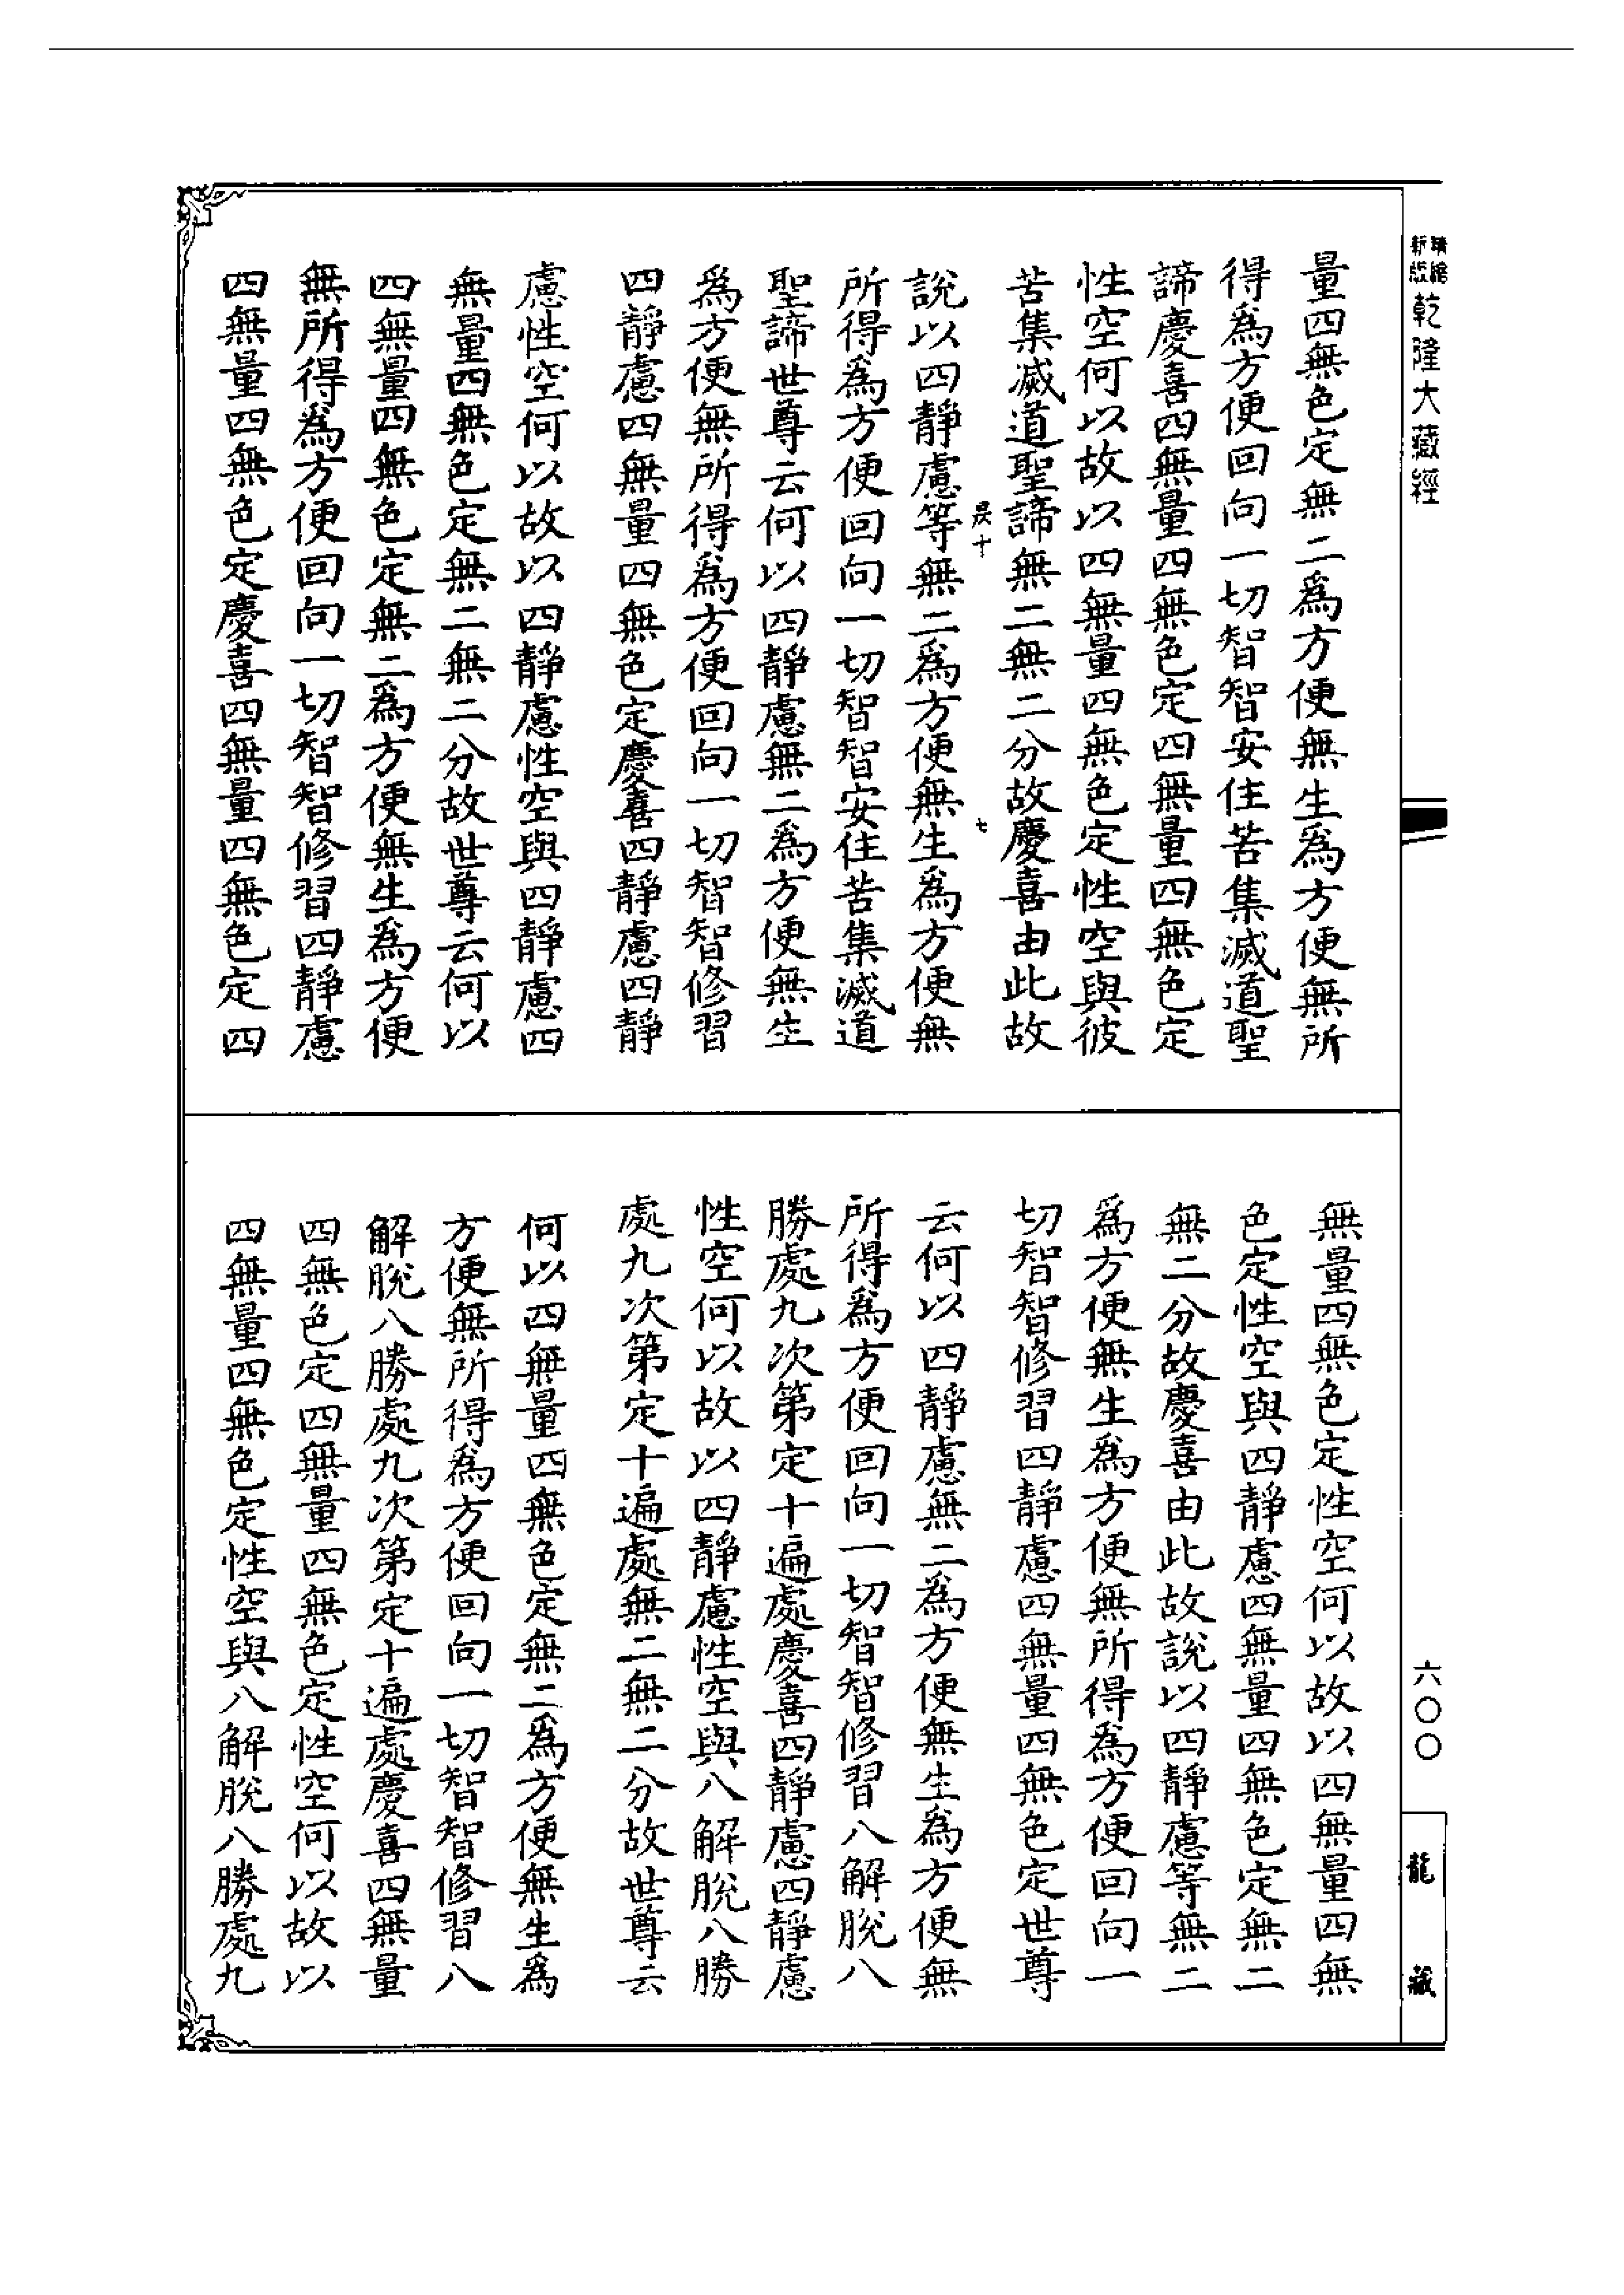 乾隆大藏經
量四無色定無二爲方便無生爲方便無所
得爲方便回向一切智智安住苦集滅道聖
諦慶喜四無量四無色定四無量四無色定
性空何以故以四無量四無色定性空與彼
苦集滅道聖諦無二無二分故慶喜由此故
七
說以四靜慮等無二爲方便無生爲方便無
所得爲方便回向一切智智安住苦集滅道
聖諦世尊云何以四靜慮無二爲方便無生
爲方便無所得爲方便回向一切智智修習
四靜慮四無量四無色定慶喜四靜慮四靜
慮性空何以故以四靜慮性空與四靜慮四
無量四無色定無二無二分故世尊云何以
四無量四無色定無二爲方便無生爲方便
無所得爲方便回向一切智智修習四靜慮
四無量四無色定慶喜四無量四無色定四
無量四無色定性空何以故以四無量四無
色定性空與四靜慮四無量四無色定無二
無二分故慶喜由此故說以四靜慮等無二
爲方便無生爲方便無所得爲方便回向一
切智智修習四靜慮四無量四無色定世尊
云何以四靜慮無二爲方便無生爲方便無
所得爲方便回向一切智智修習八解脫八
勝處九次第定十遍處慶喜四靜慮四靜慮
性空何以故以四靜慮性空與八解脫八勝
處九次第定十遍處無二無二分故世尊云
何以四無量四無色定無二爲方便無生爲
方便無所得爲方便回向一切智智修習八
解脫八勝處九次第定十遍處慶喜四無量
四無色定四無量四無色定性空何以故以
四無量四無色定性空與八解脫八勝處九
六〇〇
龍藏